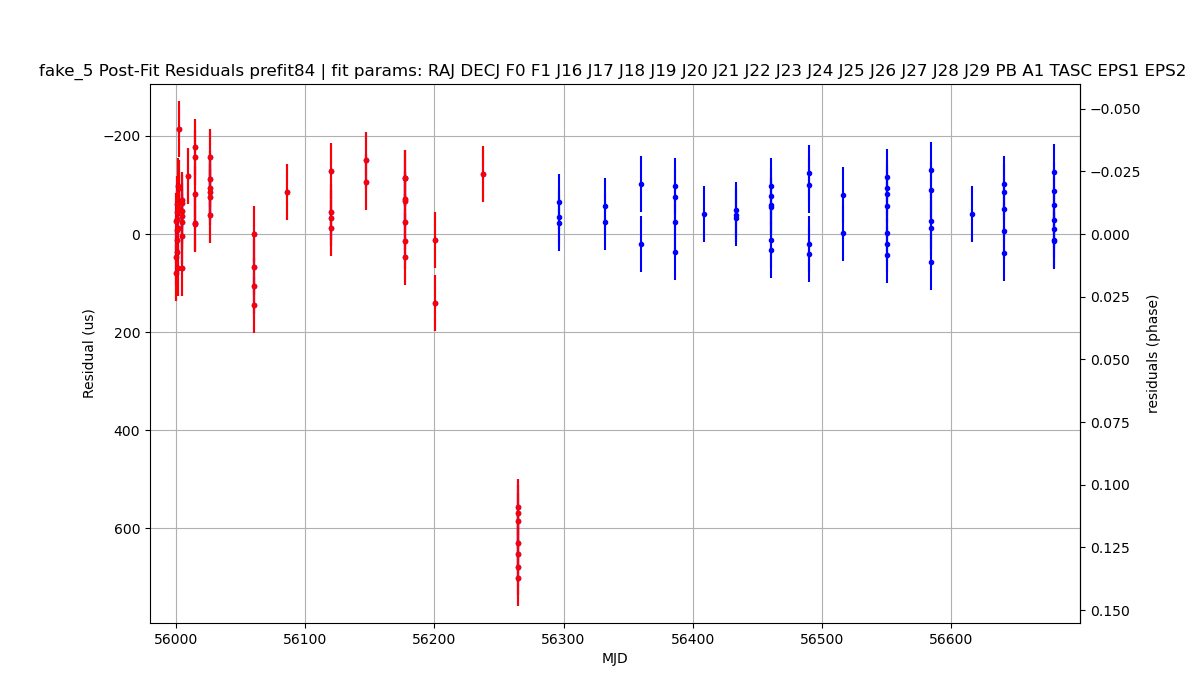 fake_5 Post-Fit Residuals prefit84 | fit params: RAJ DECJ F0 F1 J16 J17 J18 J19 J20 J21 J22 J23 J24 J25 J26 J27 J28 J29 PB A1 TASC EPS1 EPS2
−200
0
200
400
600
Residual (us)
−0.050
−0.025
0.000
0.025
0.050
0.075
0.100
0.125
0.150
residuals (phase)
56000 56100 56200 56300 56400 56500 56600
MJD